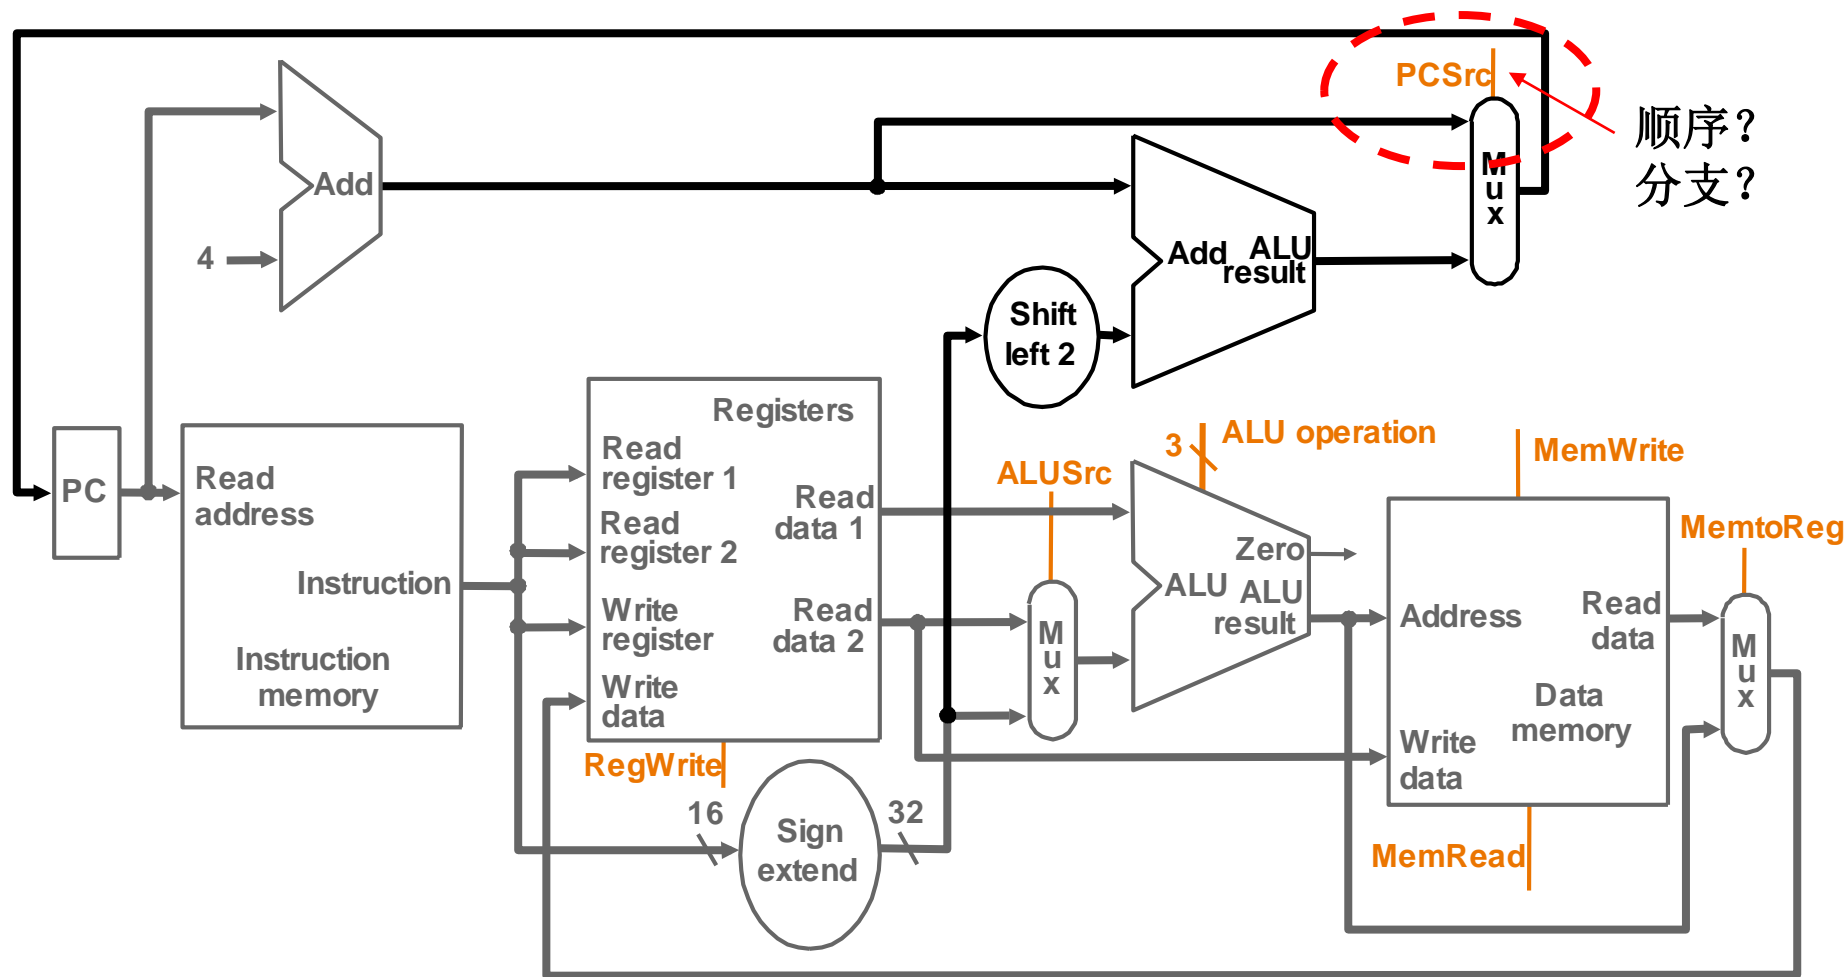 PCSrc
顺序?
分支?
Add
4
M
u
x
Add
ALU
result
Shift
left 2
PC
Read
address
Instruction
Instruction
memory
Registers
Read
register 1
Read
register 2
Write
register
Write
data
Read
data 1
Read
data 2
RegWrite
16
Sign
extend
32
ALUSrc
M
u
x
3
ALU operation
Zero
ALU
ALU
result
MemWrite
Address
Read
data
Data
memory
Write
data
MemRead
MemtoReg
M
u
x